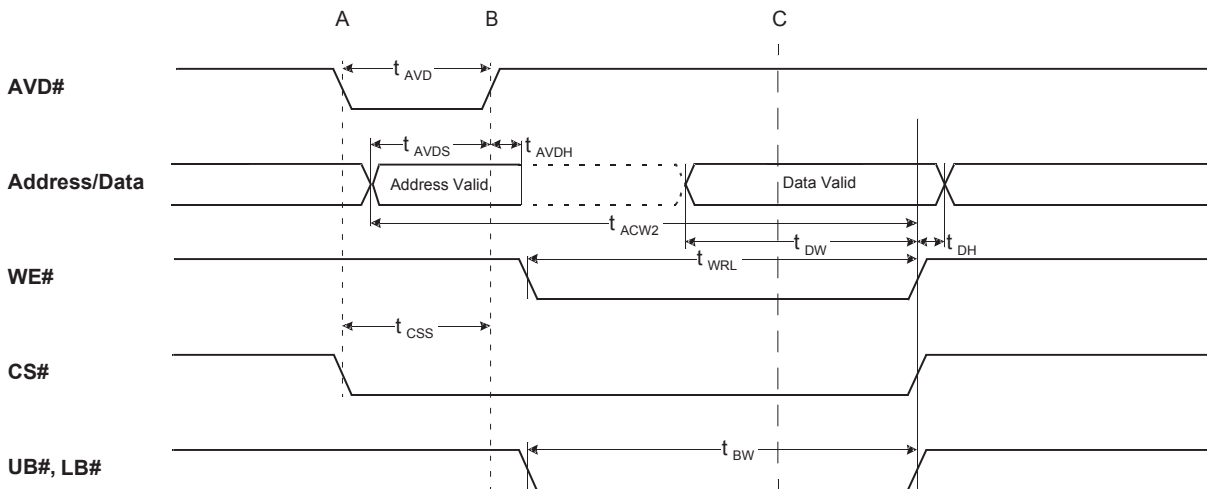 A B C
AVD# t AVD
t AVDS t AVDH
Address/Data Address Valid Data Valid
t ACW2
t DW t DH
t WRL
WE#
t CSS
CS#
t BW
UB#, LB#